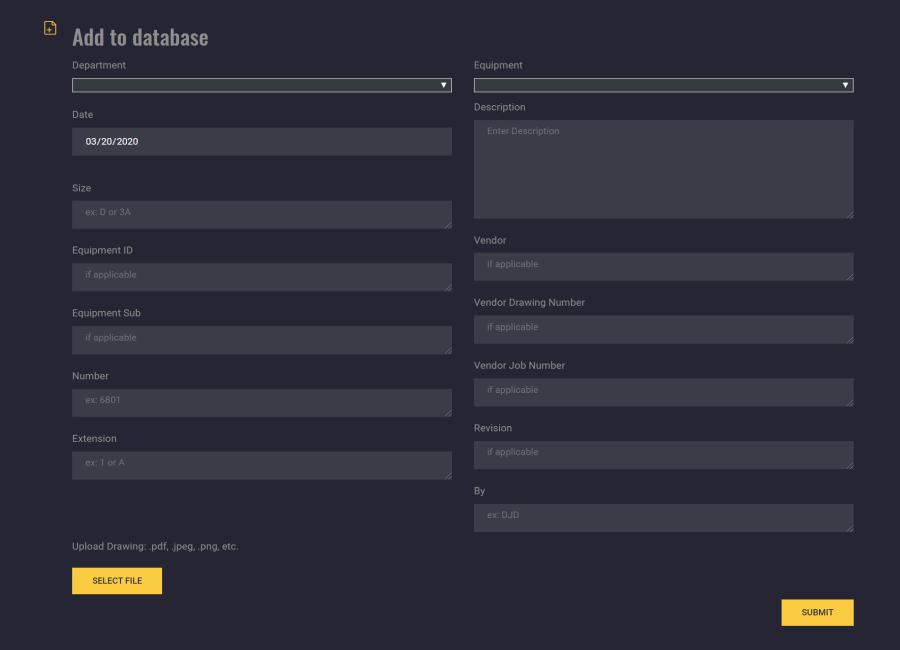 Add to database
Department
Date
03/20/2020
Size
ex: D or 3A
Equipment ID
if applicable
Equipment Sub
if applicable
Number
ex: 6801
Extension
ex: 1 or A
Upload Drawing: .pdf, .jpeg, .png, etc.
SELECT FILE
Equipment
Description
Enter Description
Vendor
if applicable
Vendor Drawing Number
if applicable
Vendor Job Number
if applicable
Revision
if applicable
By
ex: DJD
SUBMIT